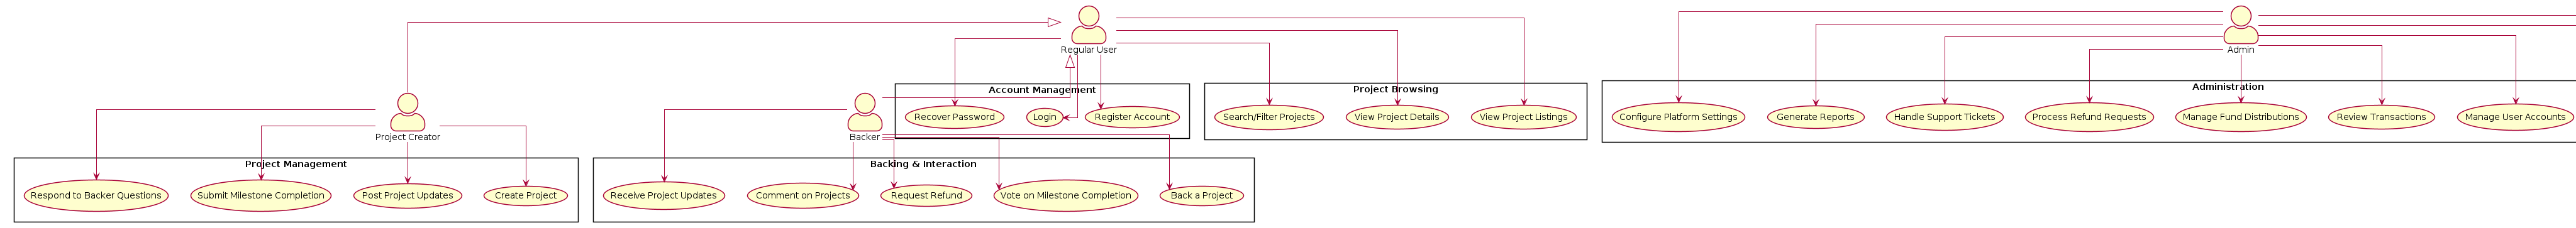 Regular User
Admin
Account Management
Project Browsing
Administration
Recover Password
Login
Register Account
Search/Filter Projects
View Project Details
View Project Listings
Configure Platform Settings
Generate Reports
Handle Support Tickets
Process Refund Requests
Manage Fund Distributions
Review Transactions
Manage User Accounts
Project Creator
Backer
Project Management
Backing & Interaction
Respond to Backer Questions
Submit Milestone Completion
Post Project Updates
Create Project
Receive Project Updates
Comment on Projects
Request Refund
Vote on Milestone Completion
Back a Project